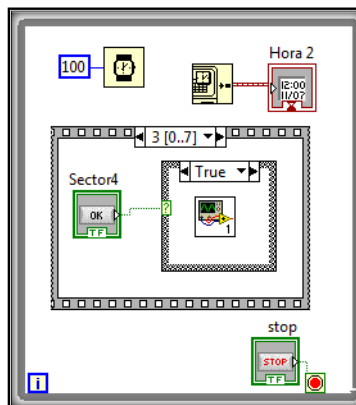 Hora 2
100
12:00
11/07
3 [0..7]
Sector4
True
OK
?
1
TF
stop
STOP
TF
i